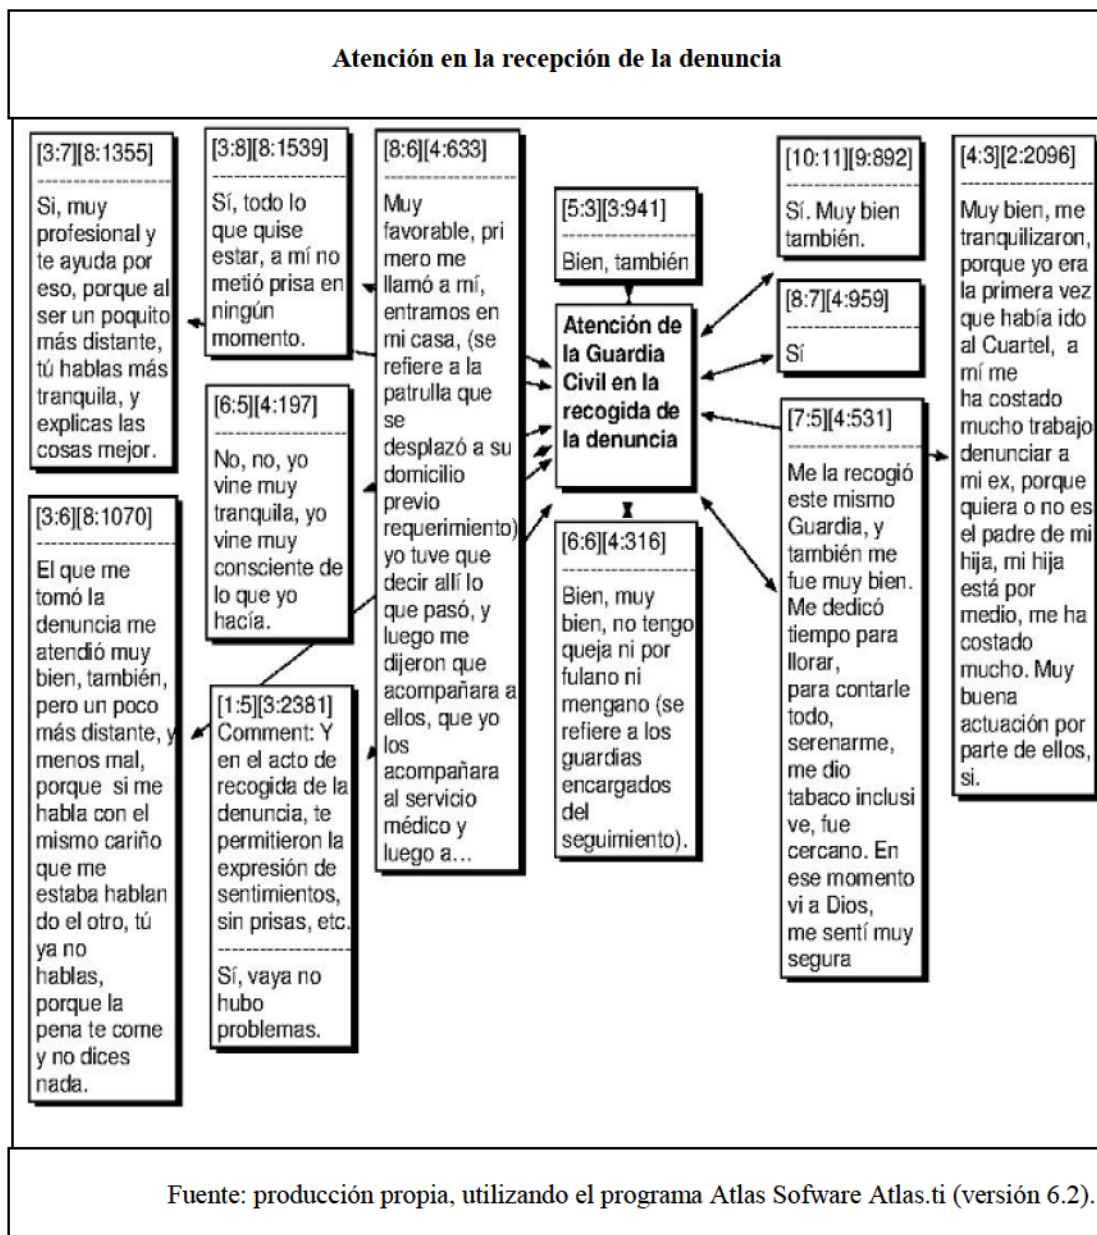 Atención en la recepción de la denuncia
[3:7][8:1355]
Si, muy
profesional y
te ayuda por
eso, porque al
ser un poquito
más distante,
tú hablas más
tranquila, y
explicas las
cosas mejor.
[3:6][8:1070]
El que me
tomó la
denuncia me
atendió muy
bien, también,
pero un poco
más distante, y
menos mal,
porque si me
habla con el
mismo cariño
que me
estaba hablan
do el otro, tú
ya no
hablas,
porque la
pena te come
y no dices
nada.
[3:8][8:1539]
Sí, todo lo
que quise
estar, a mí no
metió prisa en
ningún
momento.
[6:5][4:197]
No, no, yo
vine muy
tranquila, yo
vine muy
consciente de
lo que yo
hacía.
[1:5][3:2381]
Comment: Y
en el acto de
recogida de la
denuncia, te
permitieron la
expresión de
sentimientos,
sin prisas, etc.
Sí, vaya no
hubo
problemas.
[8:6][4:633]
Muy
favorable, pri
mero me
llamó a mí,
entramos en
mi casa, (se
refiere a la
patrulla que
se
desplazó a su
domicilio
previo
requerimiento)
yo tuve que
decir allí lo
que pasó, y
luego me
dijeron que
acompañara a
ellos, que yo
los
acompañara
al servicio
médico y
luego a...
[5:3][3:941]
Bien, también
Atención de
la Guardia
Civil en la
recogida de
la denuncia
[6:6][4:316]
Bien, muy
bien, no tengo
queja ni por
fulano ni
mengano (se
refiere a los
guardias
encargados
del
seguimiento).
[10:11][9:892]
Sí. Muy bien
también.
[8:7][4:959]
Sí
[7:5][4:531]
Me la recogió
este mismo
Guardia, y
también me
fue muy bien.
Me dedicó
tiempo para
llorar,
para contarle
todo,
serenarme,
me dio
tabaco inclusi
ve, fue
cercano. En
ese momento
vi a Dios,
me sentí muy
segura
[4:3][2:2096]
Muy bien, me
tranquilizaron,
porque yo era
la primera vez
que había ido
al Cuartel, a
mí me
ha costado
mucho trabajo
denunciar a
mi ex, porque
quiera o no es
el padre de mi
hija, mi hija
está por
medio, me ha
costado
mucho. Muy
buena
actuación por
parte de ellos,
si.
Fuente: producción propia, utilizando el programa Atlas Sofware Atlas.ti (versión 6.2).